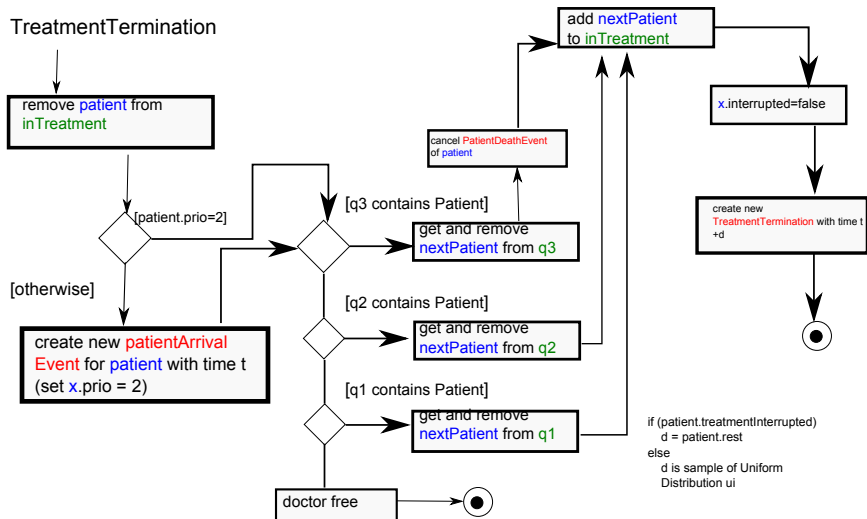 TreatmentTermination
remove patient from
inTreatment
[patient.prio=2]
[otherwise]
create new patientArrival
Event for patient with time t
(set x.prio = 2)
[q3 contains Patient]
get and remove
nextPatient from q3
cancel PatientDeathEvent
of patient
[q2 contains Patient]
get and remove
nextPatient from q2
[q1 contains Patient]
get and remove
nextPatient from q1
doctor free
add nextPatient
to inTreatment
x.interrupted=false
create new
TreatmentTermination with time t
+d
if (patient.treatmentInterrupted)
d = patient.rest
else
d is sample of Uniform
Distribution ui